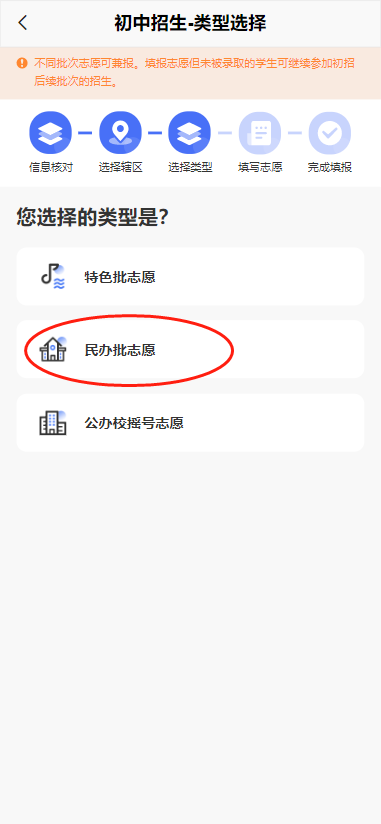 初中招生-类型选择
不同批次志愿可兼报。填报志愿但未被录取的学生可继续参加初招
后续批次的招生。
信息核对 选择辖区 选择类型 填写志愿 完成填报
您选择的类型是?
特色批志愿
民办批志愿
公办校摇号志愿